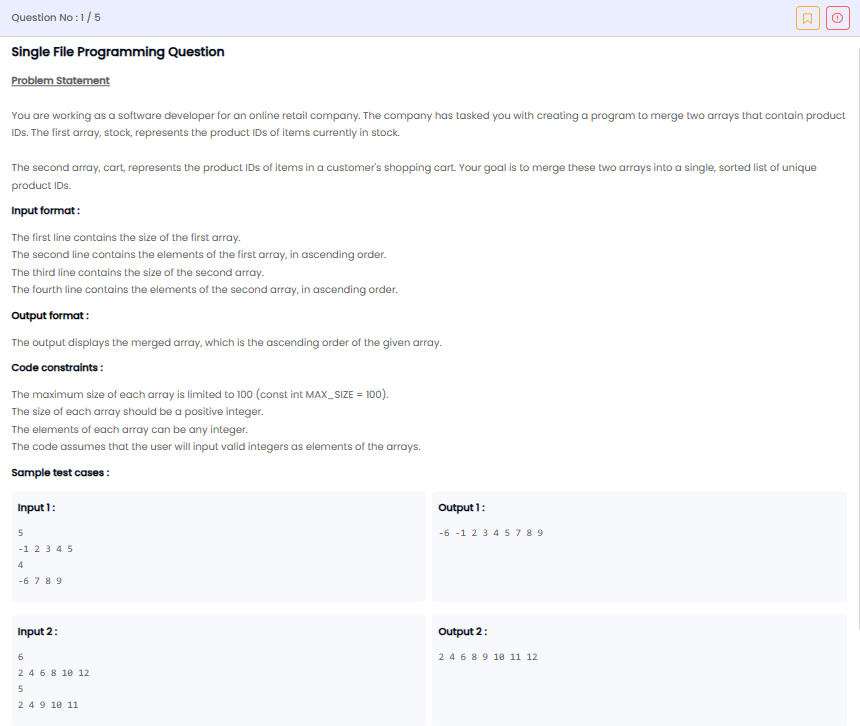 Question No : 1 / 5
Single File Programming Question
Problem Statement
You are working as a software developer for an online retail company. The company has tasked you with creating a program to merge two arrays that contain product
IDs. The first array, stock, represents the product IDs of items currently in stock.
The second array, cart, represents the product IDs of items in a customer's shopping cart. Your goal is to merge these two arrays into a single, sorted list of unique
product IDs.
Input format :
The first line contains the size of the first array.
The second line contains the elements of the first array, in ascending order.
The third line contains the size of the second array.
The fourth line contains the elements of the second array, in ascending order.
Output format :
The output displays the merged array, which is the ascending order of the given array.
Code constraints :
The maximum size of each array is limited to 100 (const int MAX_SIZE = 100).
The size of each array should be a positive integer.
The elements of each array can be any integer.
The code assumes that the user will input valid integers as elements of the arrays.
Sample test cases :
Input 1 :
5
-1 2 3 4 5
4
-6 7 8 9
Output 1 :
-6 -1 2 3 4 5 7 8 9
Input 2 :
6
2 4 6 8 10 12
5
2 4 9 10 11
Output 2 :
2 4 6 8 9 10 11 12